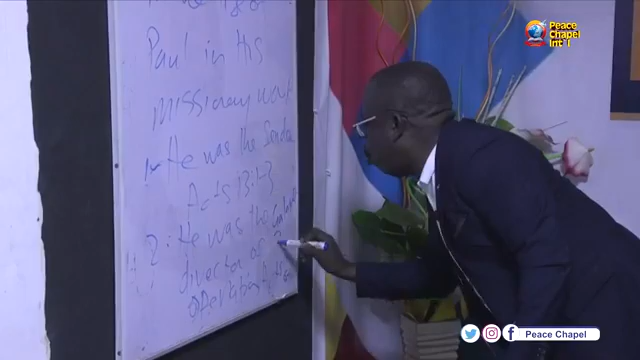 Paul in His
missionary work
1- He was the Sender
Acts 13:1-3
2: He was the
director of
operation
Peace
Chapel
Int'l
Peace Chapel